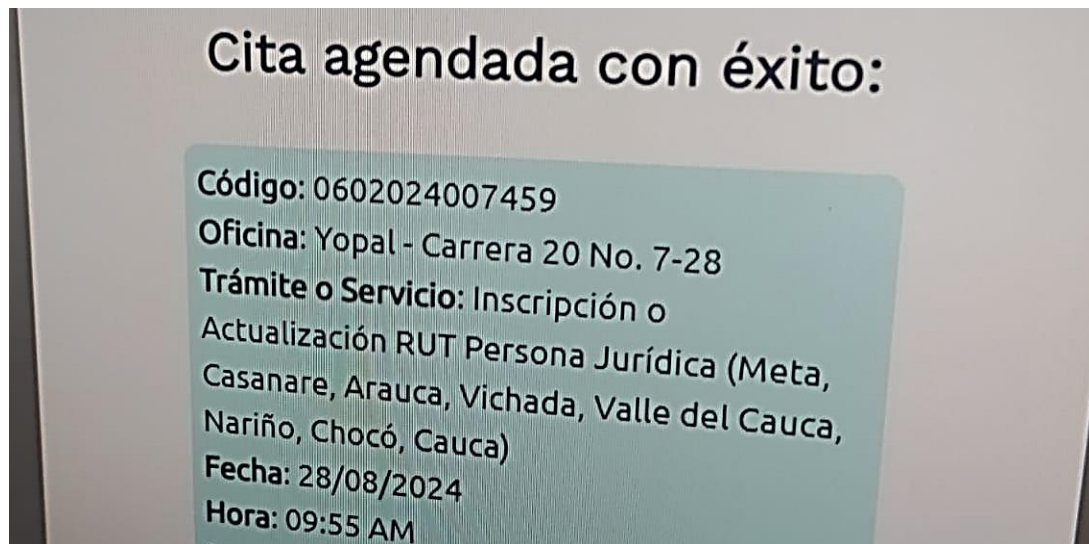 Cita agendada con éxito:
Código: 0602024007459
Oficina: Yopal - Carrera 20 No. 7-28
Trámite o Servicio: Inscripción o
Actualización RUT Persona Jurídica (Meta,
Casanare, Arauca, Vichada, Valle del Cauca,
Nariño, Chocó, Cauca)
Fecha: 28/08/2024
Hora: 09:55 AM